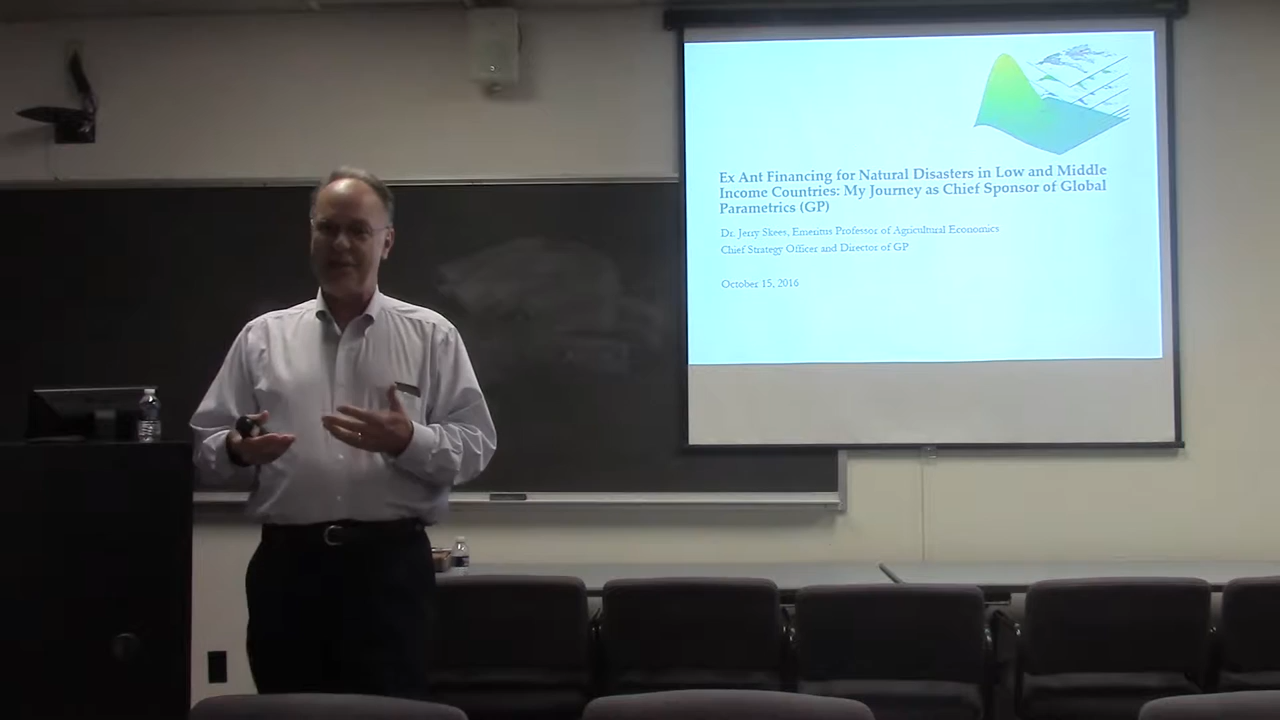 Ex Ant Financing for Natural Disasters in Low and Middle
Income Countries: My Journey as Chief Sponsor of Global
Parametrics (GP)
Dr. Jerry Skees, Emeritus Professor of Agricultural Economics
Chief Strategy Officer and Director of GP
October 15, 2016